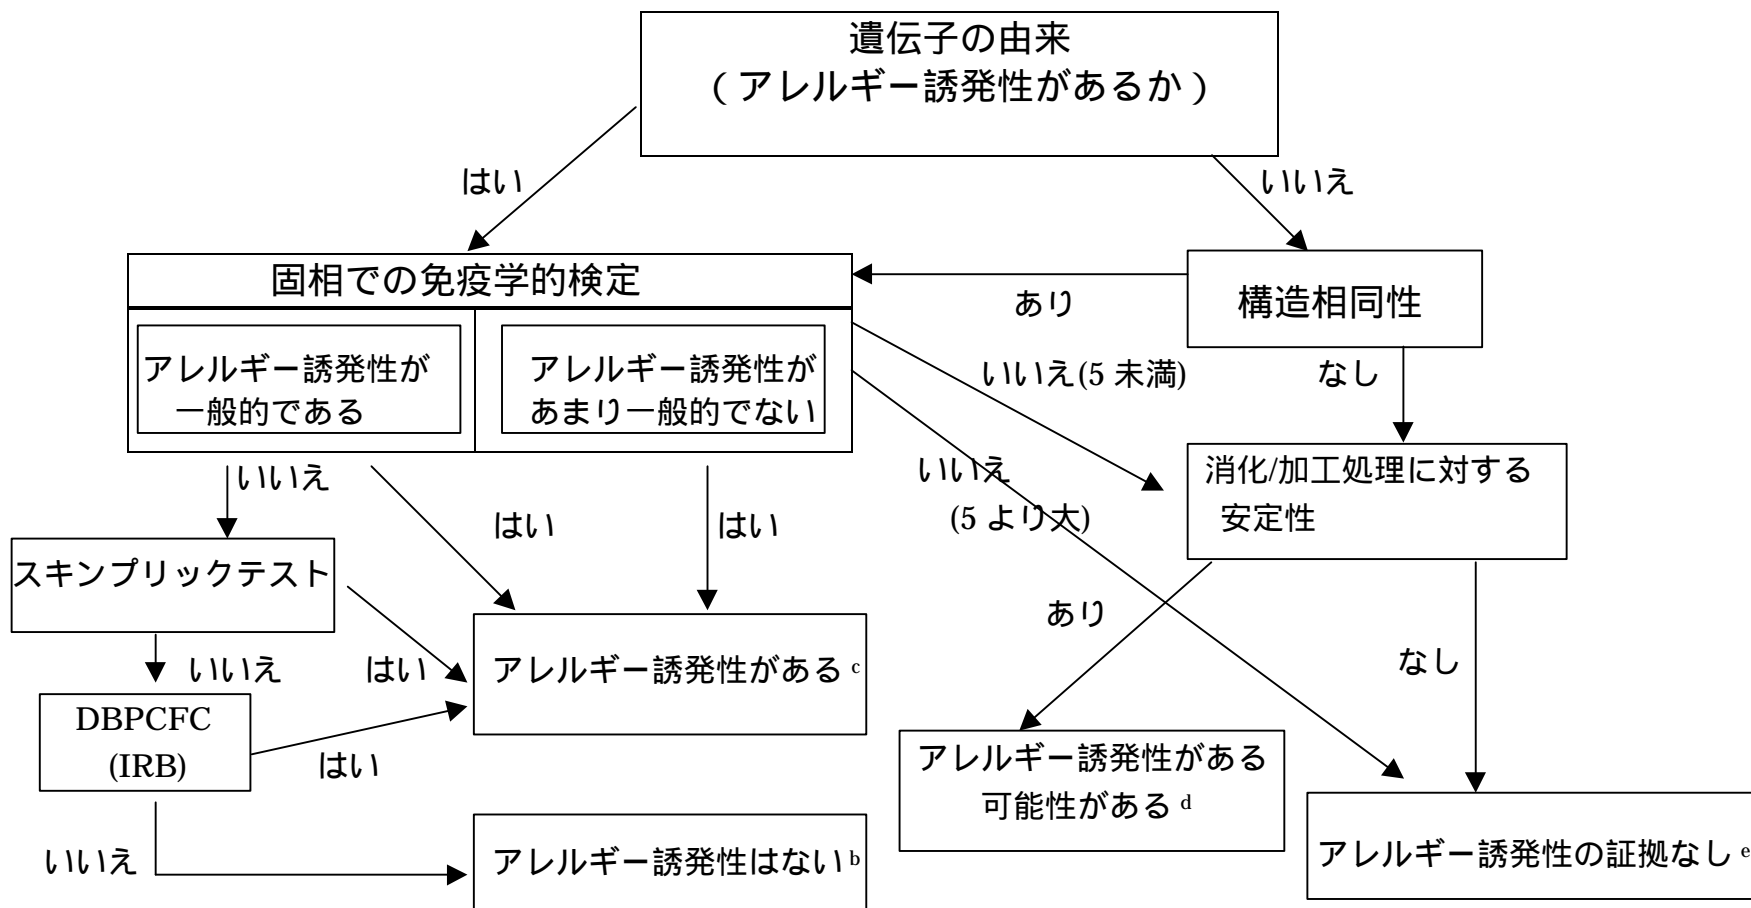 遺伝子の由来
（アレルギー誘発性があるか）
はい
いいえ
固相での免疫学的検定
構造相同性
あり
アレルギー誘発性が
一般的である
アレルギー誘発性が
あまり一般的でない
いいえ(5 未満)
なし
いいえ
(5 より大)
消化/加工処理に対する
安定性
いいえ
はい
はい
スキンプリックテスト
いいえ
はい
アレルギー誘発性がある c
あり
なし
DBPCFC
(IRB)
はい
アレルギー誘発性がある
可能性がある d
いいえ
アレルギー誘発性はない b
アレルギー誘発性の証拠なし e